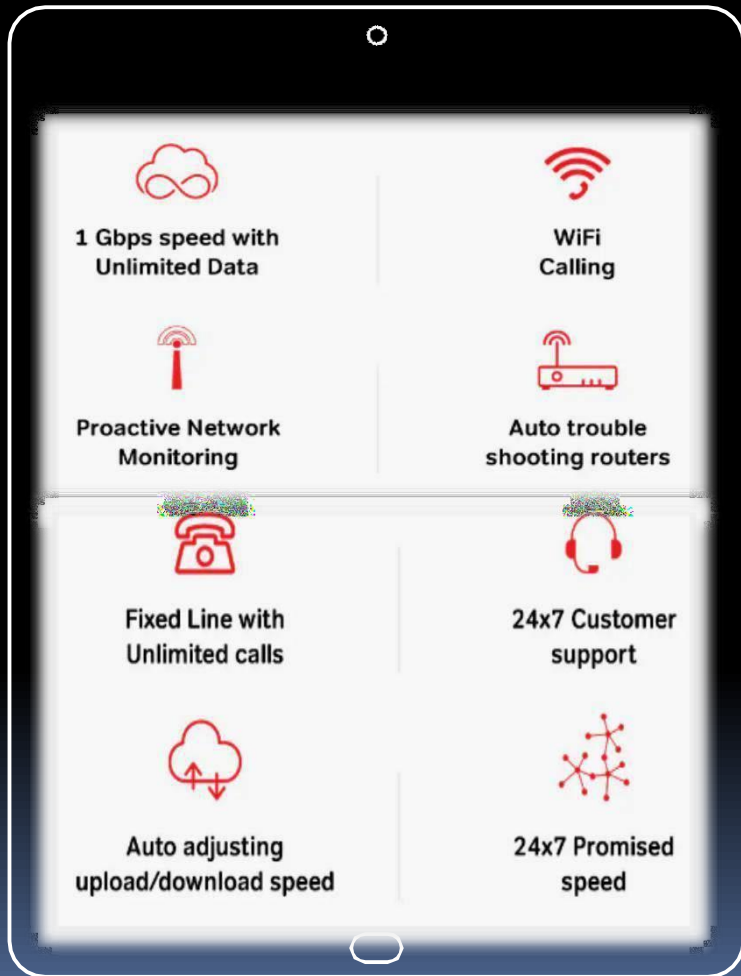 1 Gbps speed with
Unlimited Data
WiFi
Calling
Proactive Network
Monitoring
Auto trouble
shooting routers
Fixed Line with
Unlimited calls
24x7 Customer
support
Auto adjusting
upload/download speed
24x7 Promised
speed